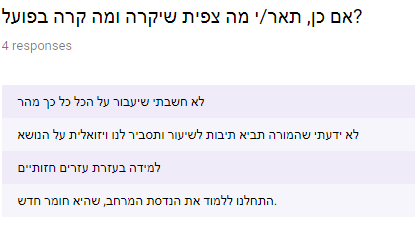 אם כן, תאר/י מה צפית שיקרה ומה קרה בפועל?
4 responses
לא חשבתי שיעבור על הכל כל כך מהר
לא ידעתי שהמורה תביא תיבות לשיעור ותסביר לנו ויזואלית על הנושא
למידה בעזרת עזרים חזותיים
התחלנו ללמוד את הנדסת המרחב, שהיא חומר חדש.